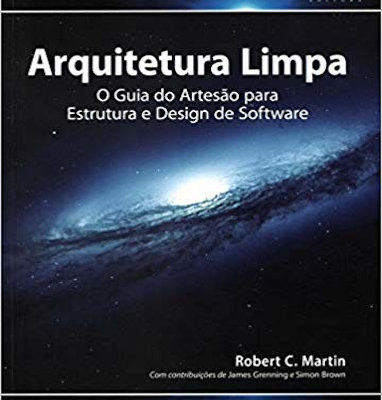 Arquitetura Limpa
O Guia do Artesão para
Estrutura e Design de Software
Robert C. Martin
Com contribuições de James Grenning e Simon Brown